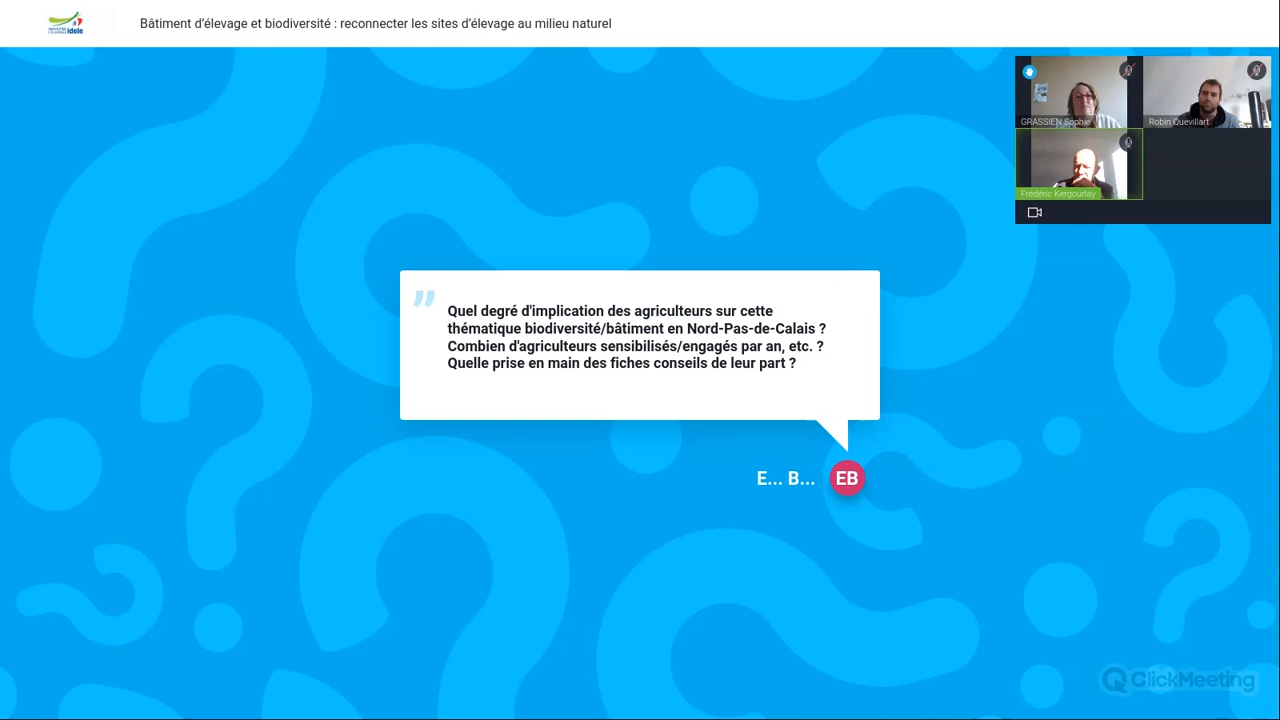 idele
Bâtiment d’élevage et biodiversité : reconnecter les sites d’élevage au milieu naturel
GRASSIEN Sophie
Robin Quevillart
Frédéric Kergourlay
Quel degré d'implication des agriculteurs sur cette
thématique biodiversité/bâtiment en Nord-Pas-de-Calais ?
Combien d'agriculteurs sensibilisés/engagés par an, etc. ?
Quelle prise en main des fiches conseils de leur part ?
E... B... EB
ClickMeeting